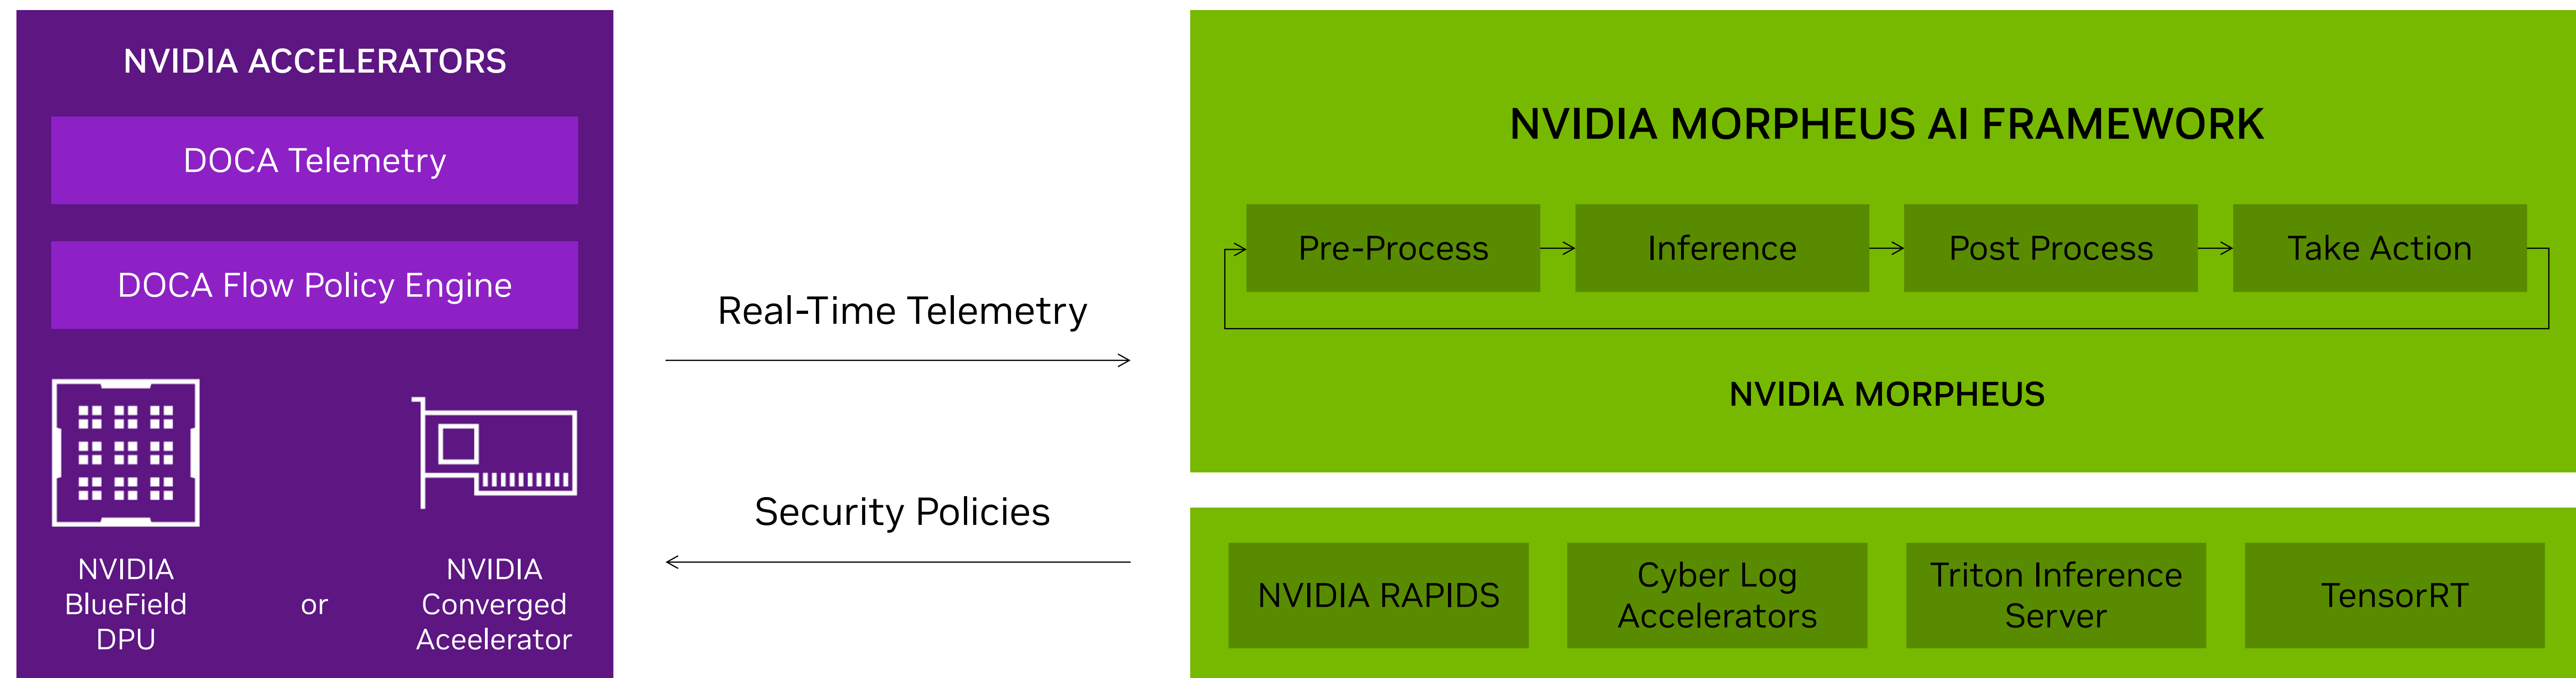 NVIDIA ACCELERATORS
DOCA Telemetry
DOCA Flow Policy Engine
NVIDIA
BlueField
DPU
or
NVIDIA
Converged
Aceelerator
Real-Time Telemetry
Security Policies
NVIDIA MORPHEUS AI FRAMEWORK
Pre-Process
Inference
Post Process
Take Action
NVIDIA MORPHEUS
NVIDIA RAPIDS
Cyber Log
Accelerators
Triton Inference
Server
TensorRT